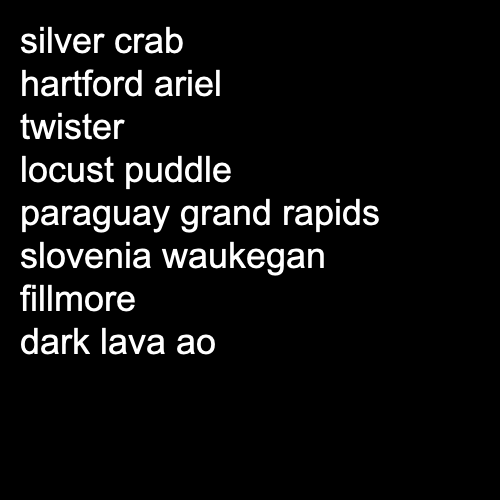 silver crab
hartford ariel
twister
locust puddle
paraguay grand rapids
slovenia waukegan
fillmore
dark lava ao